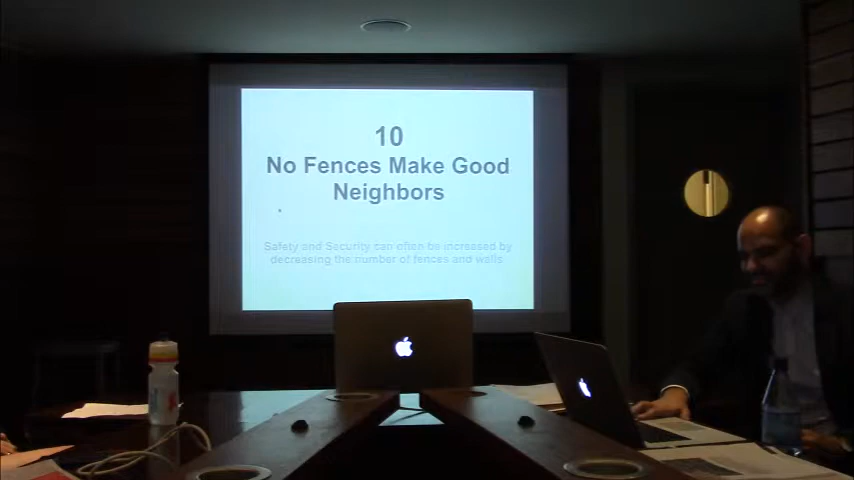 10
No Fences Make Good
Neighbors
Safety and Security can often be increased by
decreasing the number of fences and walls